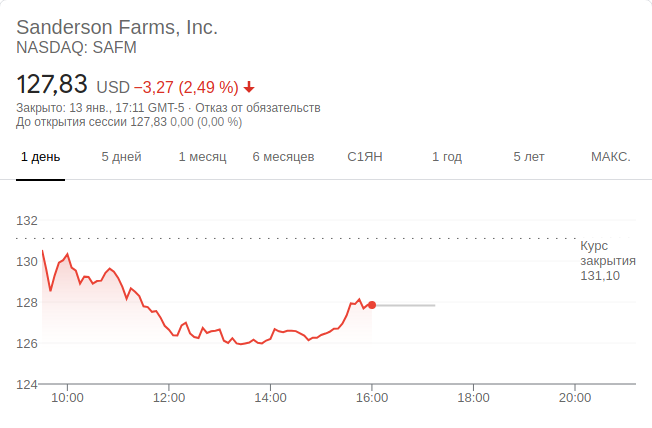 Sanderson Farms, Inc.
NASDAQ: SAFM
127,83 USD −3,27 (2,49 %)
Закрыто: 13 янв., 17:11 GMT-5 · Отказ от обязательств
До открытия сессии 127,83 0,00 (0,00 %)
1 день 5 дней 1 месяц 6 месяцев С1ЯН 1 год 5 лет МАКС.
132
Курс
закрытия
131,10
130
128
126
124
10:00 12:00 14:00 16:00 18:00 20:00